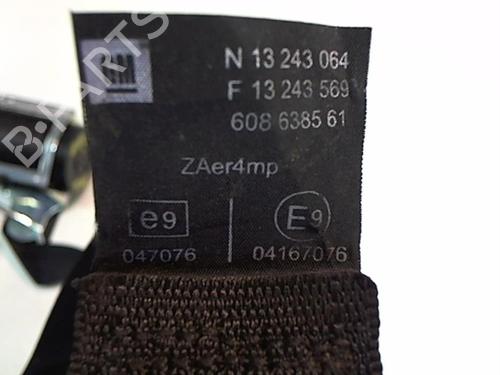 N 13 243 064
F 13 243 569
608 6385 61
ZAer4mp
e9 E9
047076 04167076
B-PARTS